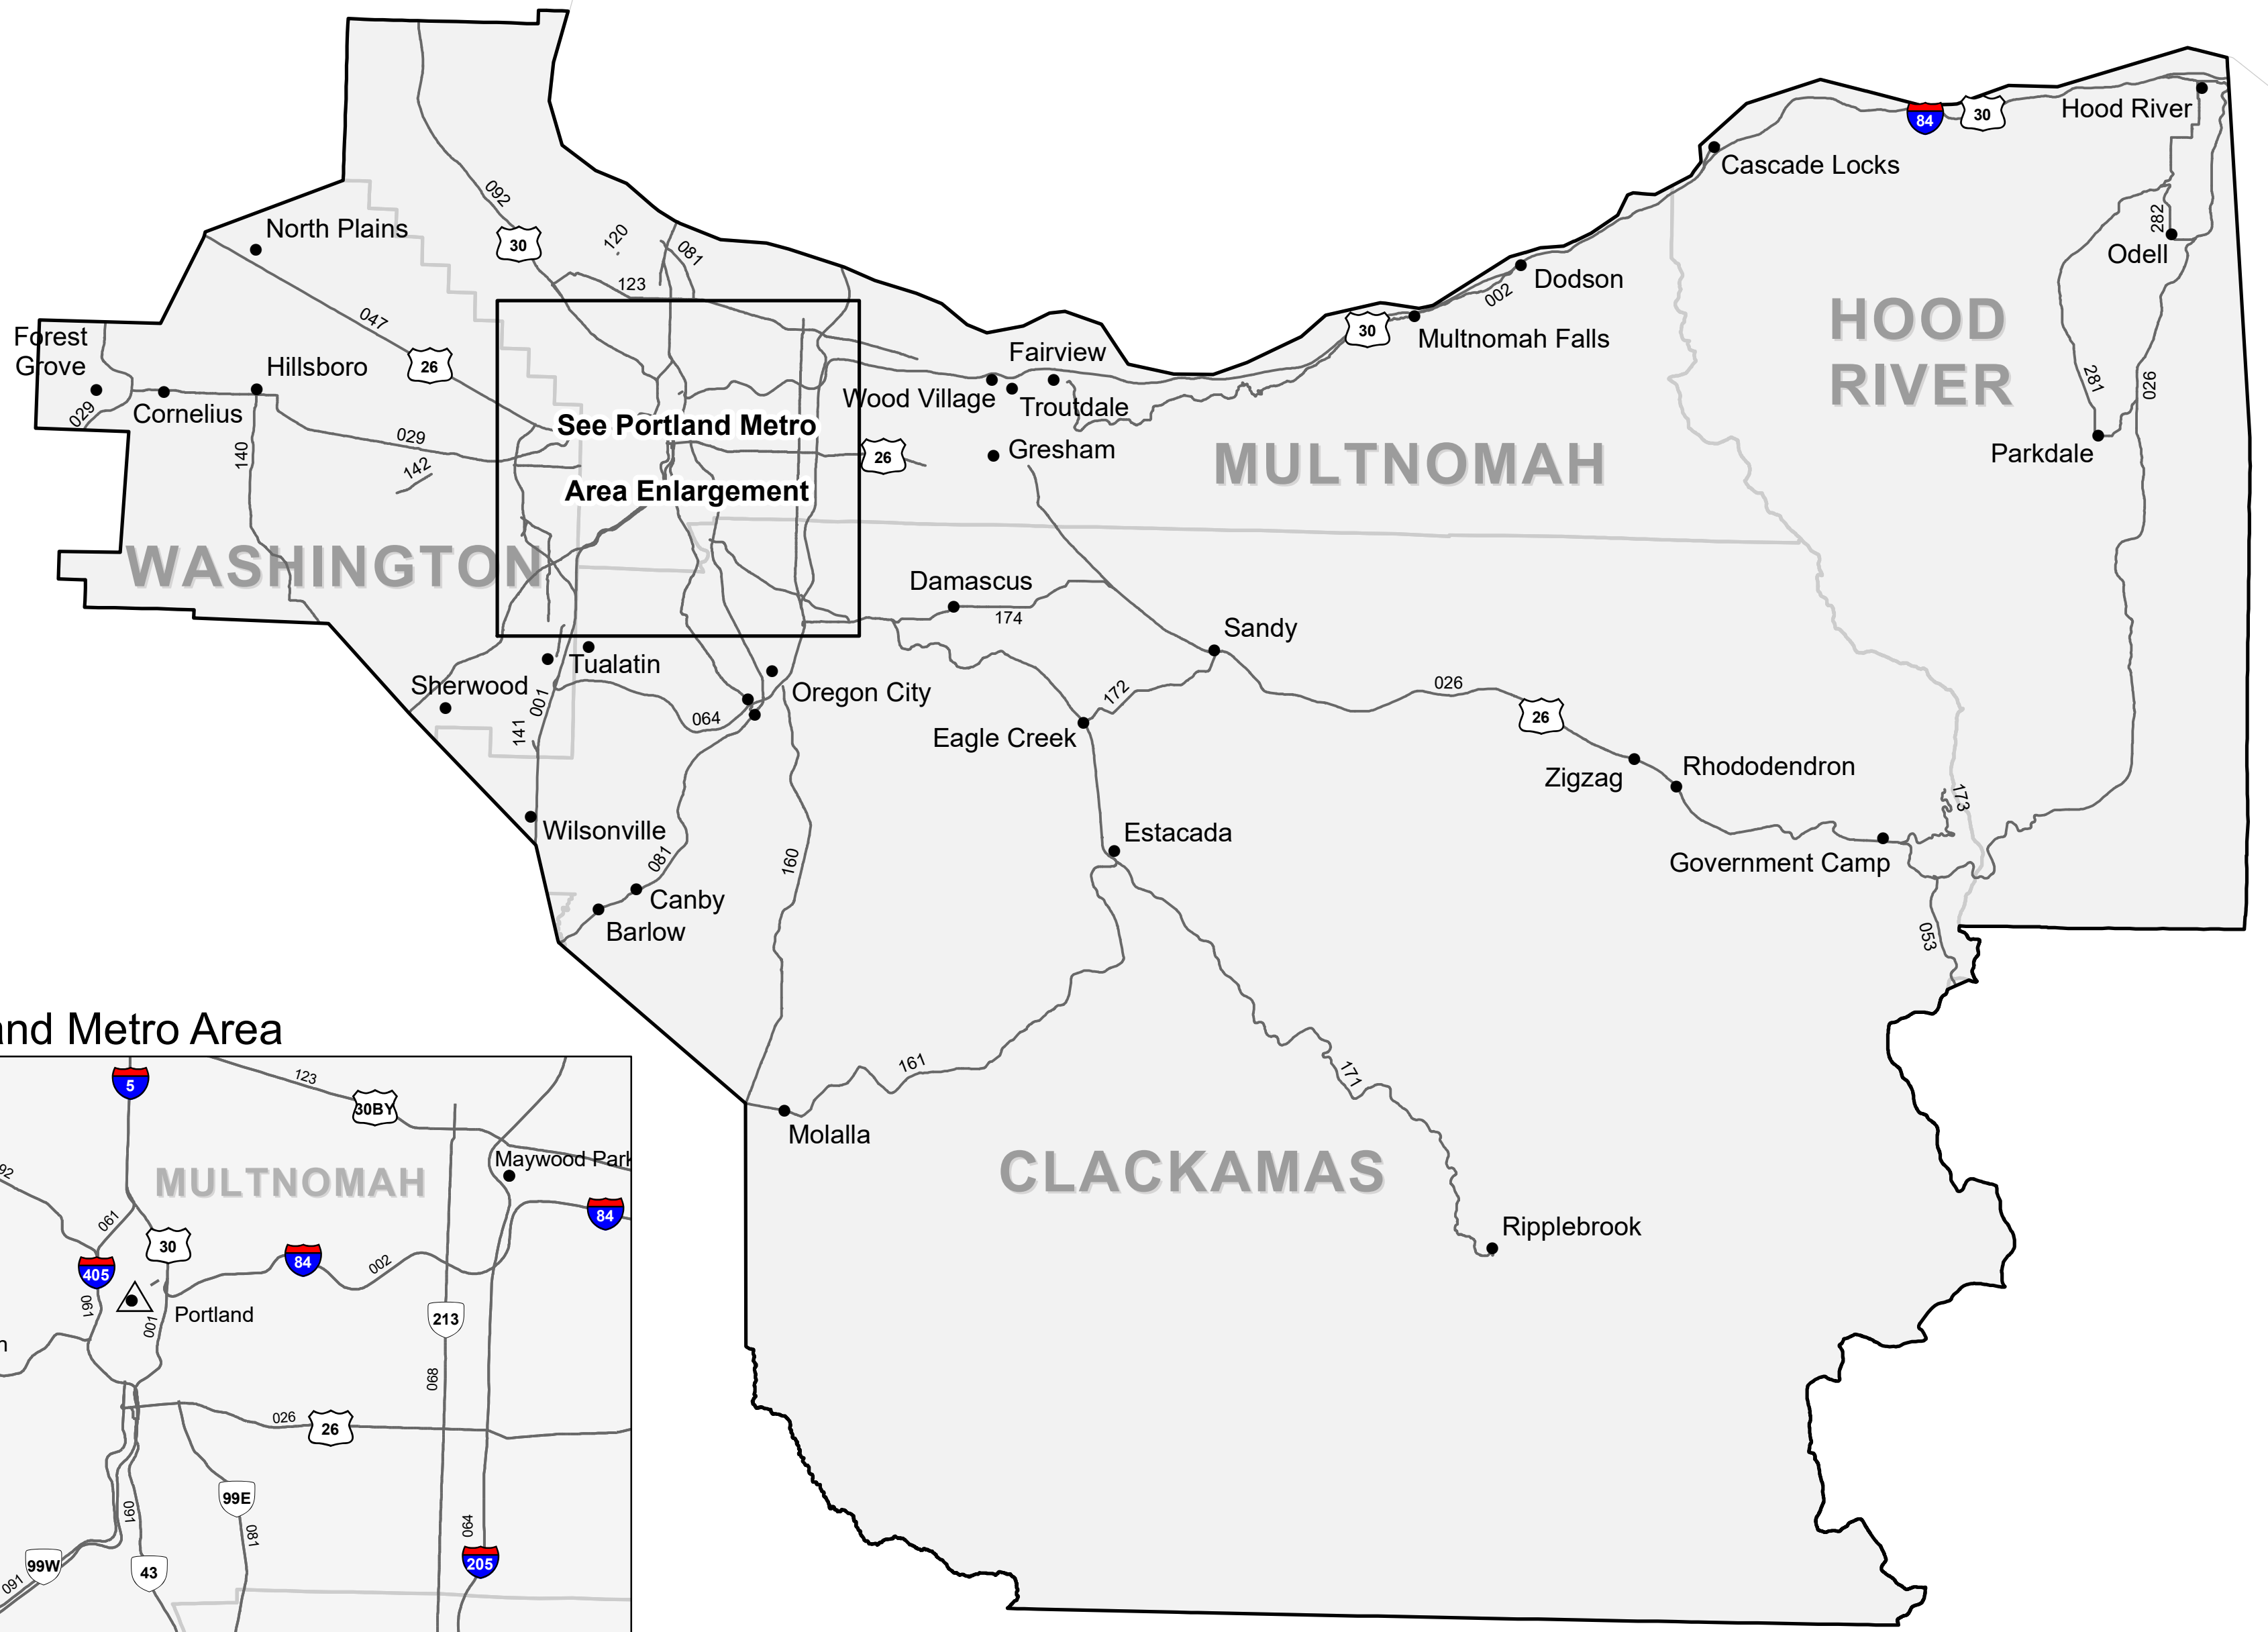 Hood River
84
30
Cascade Locks
092
North Plains
30
120
081
282
Odell
123
Dodson
002
HOOD
RIVER
047
Forest
Grove
26
Hillsboro
30
Multnomah Falls
Fairview
Wood Village
Troutdale
029
Cornelius
029
See Portland Metro
Area Enlargement
281
026
140
142
26
Gresham
MULTNOMAH
Parkdale
WASHINGTON
Damascus
174
Sandy
Tualatin
Sherwood
001
141
064
Oregon City
172
Eagle Creek
026
26
Zigzag
Rhododendron
173
Wilsonville
081
160
Estacada
Government Camp
Canby
Barlow
053
and Metro Area
161
171
Molalla
CLACKAMAS
Ripplebrook
5
123
30BY
Maywood Park
92
MULTNOMAH
84
061
30
84
002
405
061
Portland
001
213
n
068
026
26
99E
091
081
064
205
99W
43
091